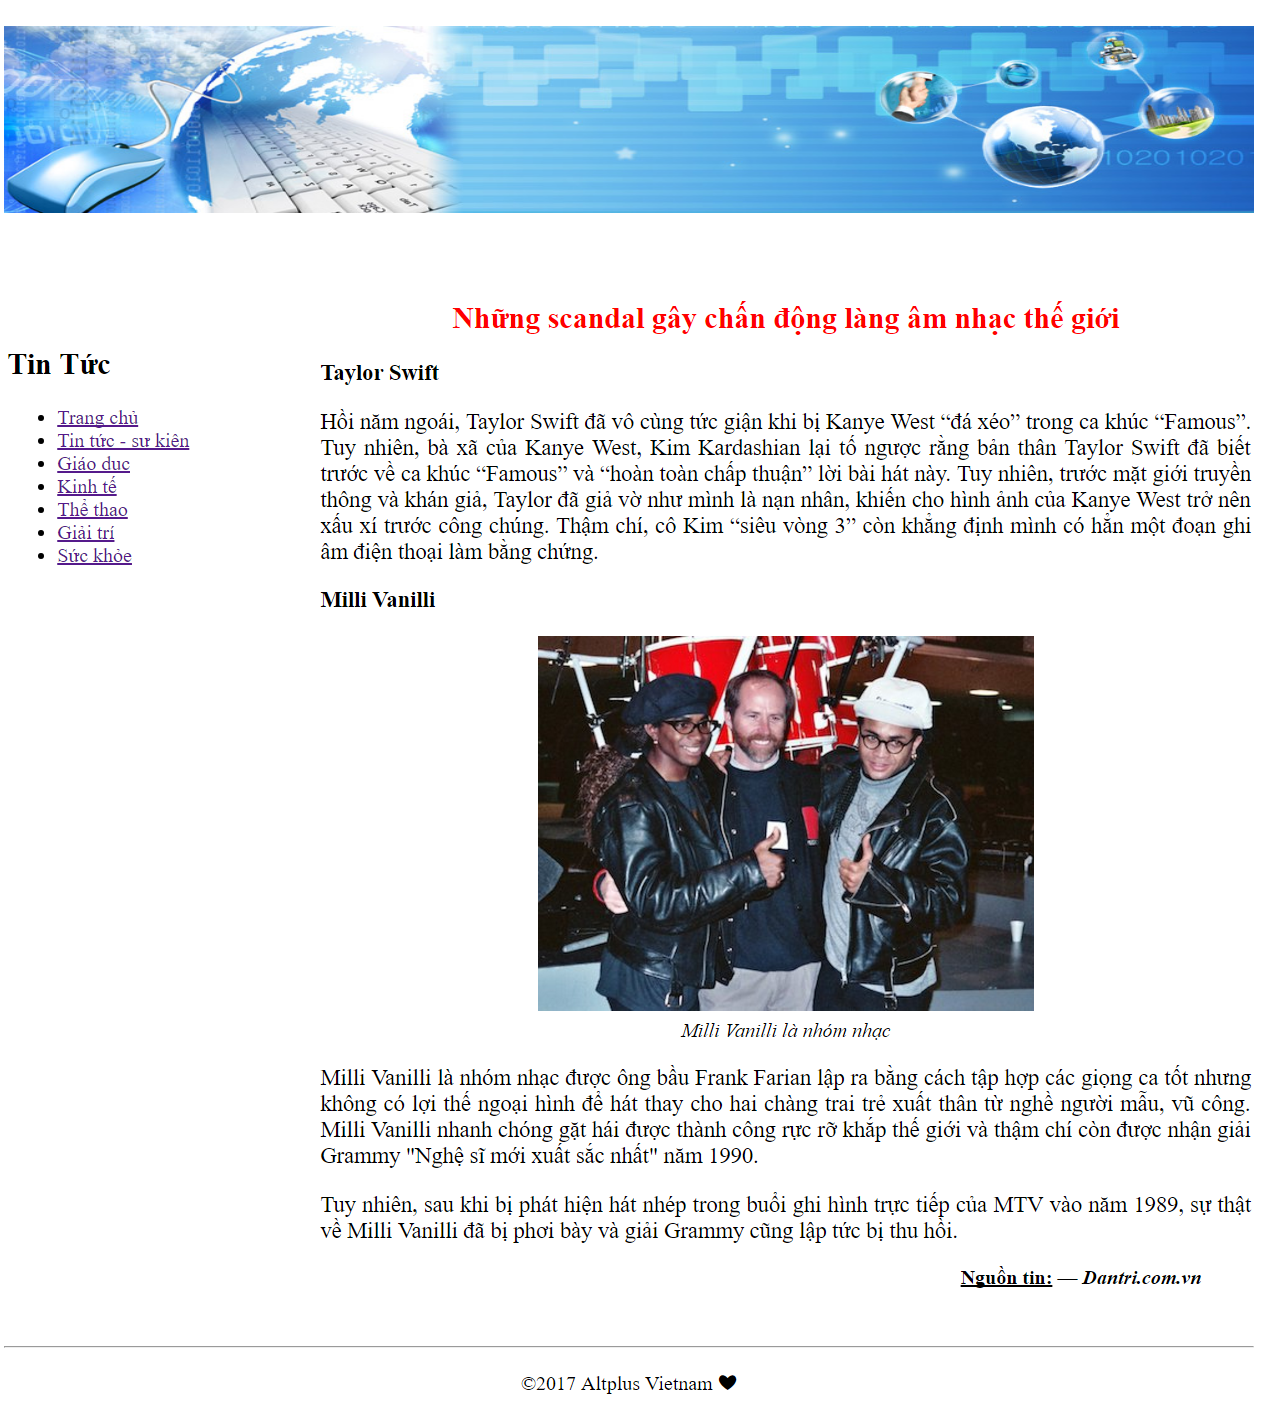 Những scandal gây chấn động làng âm nhạc thế giới
Tin Tức
Trang chủ
Tin tức - sư kiên
Giáo duc
Kinh tế
Thể thao
Giải trí
Sức khỏe
Taylor Swift
Hồi năm ngoái, Taylor Swift đã vô cùng tức giận khi bị Kanye West “đá xéo” trong ca khúc “Famous”.
Tuy nhiên, bà xã của Kanye West, Kim Kardashian lại tố ngược rằng bản thân Taylor Swift đã biết
trước về ca khúc “Famous” và “hoàn toàn chấp thuận” lời bài hát này. Tuy nhiên, trước mặt giới truyền
thông và khán giả, Taylor đã giả vờ như mình là nạn nhân, khiến cho hình ảnh của Kanye West trở nên
xấu xí trước công chúng. Thậm chí, cô Kim “siêu vòng 3” còn khẳng định mình có hẳn một đoạn ghi
âm điện thoại làm bằng chứng.
Milli Vanilli
Milli Vanilli là nhóm nhạc
Milli Vanilli là nhóm nhạc được ông bầu Frank Farian lập ra bằng cách tập hợp các giọng ca tốt nhưng
không có lợi thế ngoại hình để hát thay cho hai chàng trai trẻ xuất thân từ nghề người mẫu, vũ công.
Milli Vanilli nhanh chóng gặt hái được thành công rực rỡ khắp thế giới và thậm chí còn được nhận giải
Grammy "Nghệ sĩ mới xuất sắc nhất" năm 1990.
Tuy nhiên, sau khi bị phát hiện hát nhép trong buổi ghi hình trực tiếp của MTV vào năm 1989, sự thật
về Milli Vanilli đã bị phơi bày và giải Grammy cũng lập tức bị thu hồi.
Nguồn tin: — Dantri.com.vn
©2017 Altplus Vietnam ♥